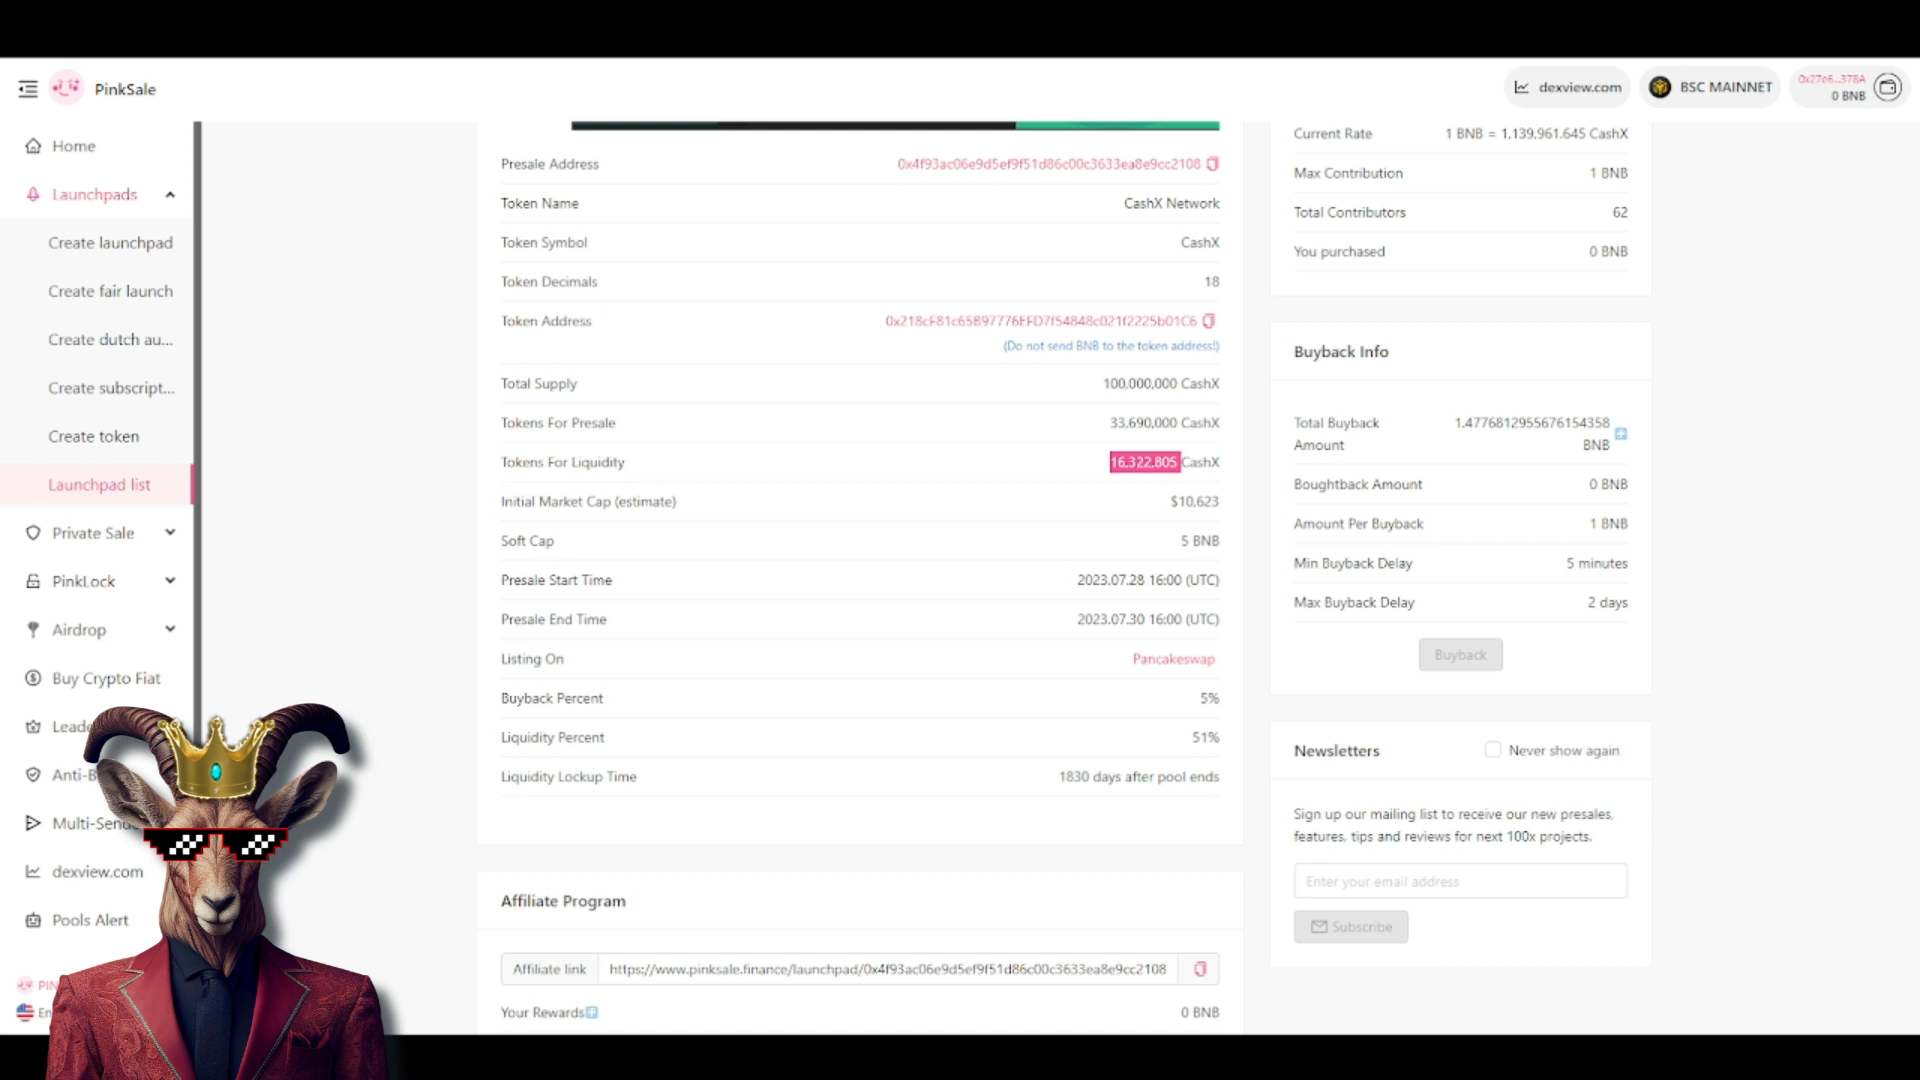 PinkSale
dexview.com
BSC MAINNET
0x27e6...378A
0 BNB
Home
Launchpads
Create launchpad
Create fair launch
Create dutch au...
Create subscript...
Create token
Launchpad list
Private Sale
PinkLock
Airdrop
Buy Crypto Fiat
Leade
Anti-B
Multi-Send
dexview.com
Pools Alert
PIN
En
Presale Address 0x4f93ac06e9d5ef9f51d86c00c3633ea8e9cc2108
Token Name CashX Network
Token Symbol CashX
Token Decimals 18
Token Address 0x218cF81c65B97776EFD7f54848c021f2225b01C6
(Do not send BNB to the token address!)
Total Supply 100,000,000 CashX
Tokens For Presale 33,690,000 CashX
Tokens For Liquidity 16,322,805 CashX
Initial Market Cap (estimate) $10,623
Soft Cap 5 BNB
Presale Start Time 2023.07.28 16:00 (UTC)
Presale End Time 2023.07.30 16:00 (UTC)
Listing On Pancakeswap
Buyback Percent 5%
Liquidity Percent 51%
Liquidity Lockup Time 1830 days after pool ends
Affiliate Program
Affiliate link https://www.pinksale.finance/launchpad/0x4f93ac06e9d5ef9f51d86c00c3633ea8e9cc2108
Your Rewards 0 BNB
Current Rate 1 BNB = 1,139,961.645 CashX
Max Contribution 1 BNB
Total Contributors 62
You purchased 0 BNB
Buyback Info
Total Buyback 1.4776812955676154358
Amount BNB
Boughtback Amount 0 BNB
Amount Per Buyback 1 BNB
Min Buyback Delay 5 minutes
Max Buyback Delay 2 days
Buyback
Newsletters Never show again
Sign up our mailing list to receive our new presales,
features, tips and reviews for next 100x projects.
Enter your email address
Subscribe